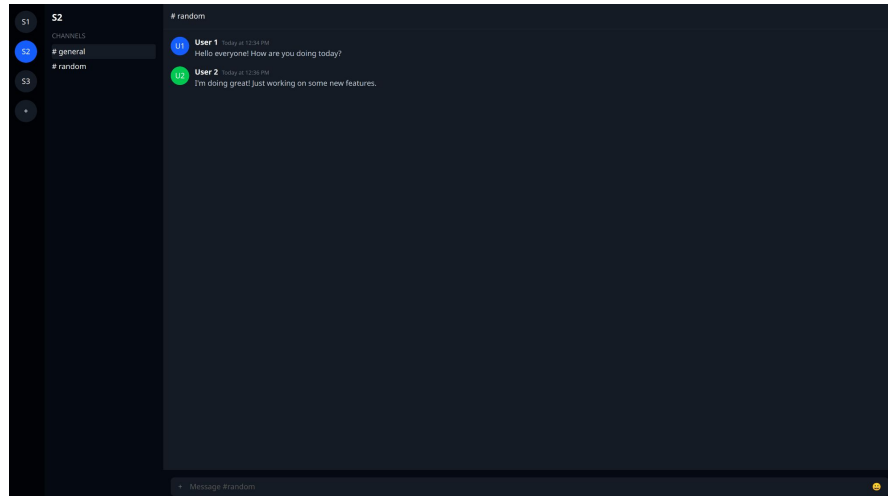 S1
S2
S3
+
S2
CHANNELS
# general
# random
# random
U1
User 1 Today at 12:34 PM
Hello everyone! How are you doing today?
U2
User 2 Today at 12:36 PM
I'm doing great! Just working on some new features.
+ Message #random